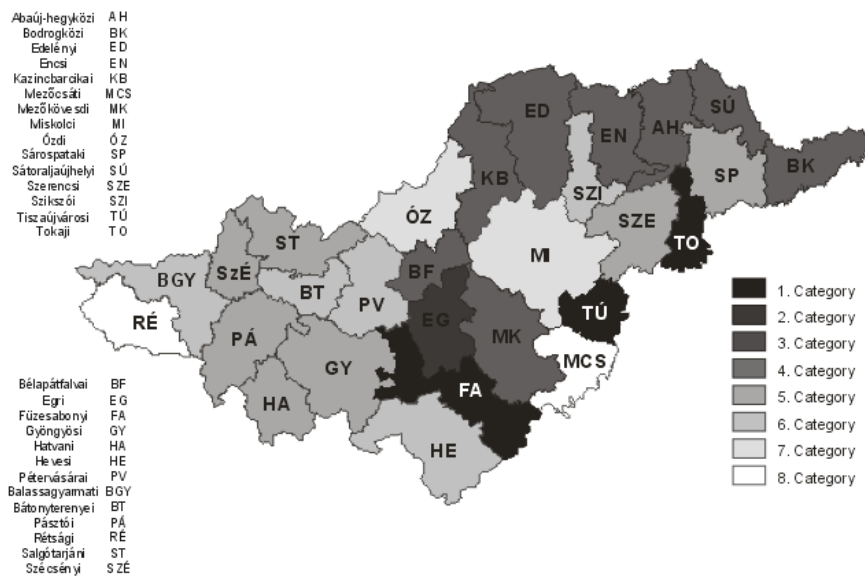 Abaúj-hegyközi AH
Bodrogközi BK
Edelényi ED
Encsi EN
Kazincbarcikai KB
Mezőcsáti MCS
Mezőkövesdi MK
Miskolci MI
Ózdi ÓZ
Sárospataki SP
Sátoraljaújhelyi SÚ
Szerencsi SZE
Szikszói SZI
Tiszaújvárosi TÚ
Tokaji TO
ED
EN
AH
SÚ
BK
SP
KB
SZI
ÓZ
SZE
TO
MI
ST
SzÉ
BGY
BT
PV
BF
RÉ
EG
TÚ
PÁ
GY
MK
MCS
HA
FA
HE
1. Category
2. Category
3. Category
4. Category
5. Category
6. Category
7. Category
8. Category
Bélapátfalvai BF
Egri EG
Füzesabonyi FA
Gyöngyösi GY
Hatvani HA
Hevesi HE
Pétervásárai PV
Balassagyarmati BGY
Bátonyterenyei BT
Pásztói PÁ
Rétsági RÉ
Salgótarjáni ST
Szécsényi SZÉ